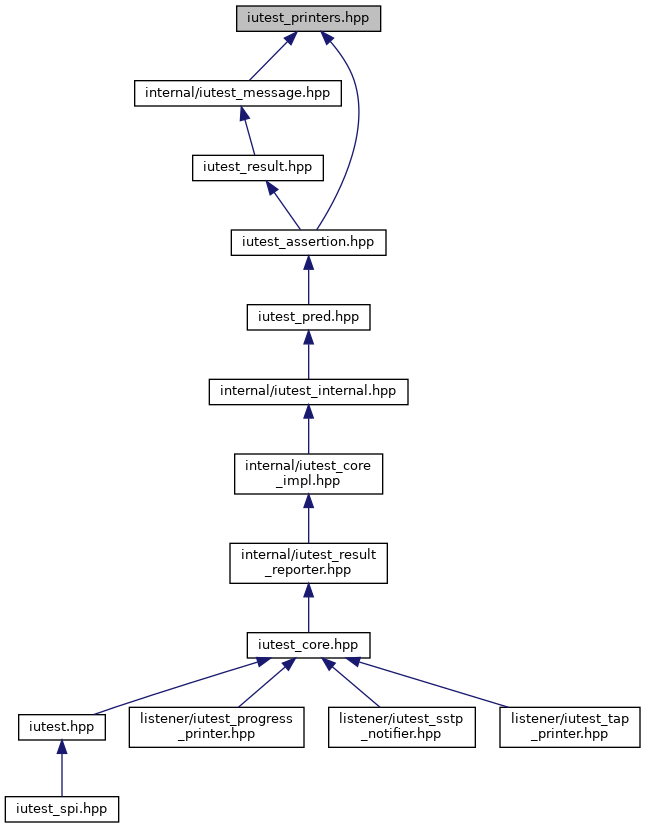 iutest_printers.hpp
internal/iutest_message.hpp
iutest_result.hpp
iutest_assertion.hpp
iutest_pred.hpp
internal/iutest_internal.hpp
internal/iutest_core
_impl.hpp
internal/iutest_result
_reporter.hpp
iutest_core.hpp
iutest.hpp
listener/iutest_progress
_printer.hpp
listener/iutest_sstp
_notifier.hpp
listener/iutest_tap
_printer.hpp
iutest_spi.hpp